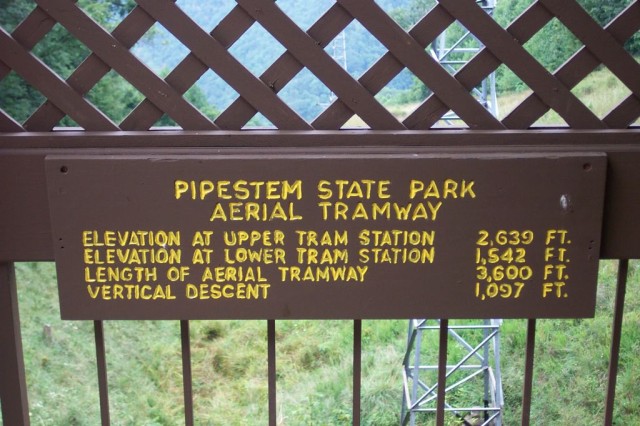 PIPESTEM STATE PARK
AERIAL TRAMWAY
ELEVATION AT UPPER TRAM STATION 2,639 FT.
ELEVATION AT LOWER TRAM STATION 1,542 FT.
LENGTH OF AERIAL TRAMWAY 3,600 FT.
VERTICAL DESCENT 1,097 FT.